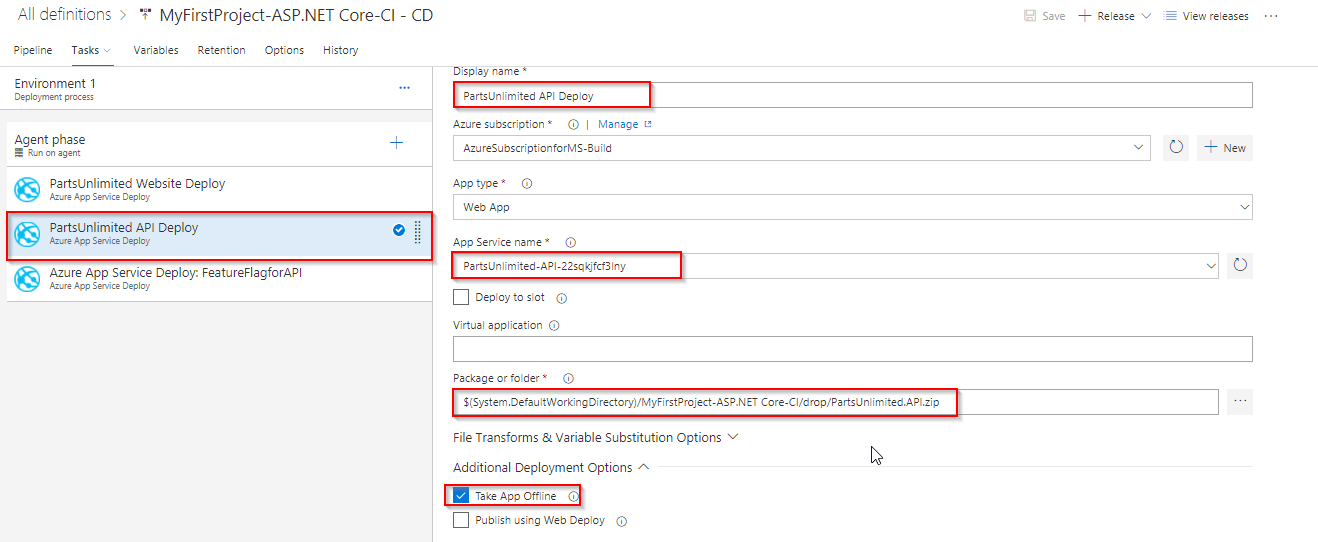 All definitions > MyFirstProject-ASP.NET Core-CI - CD
Save + Release View releases ...
Pipeline Tasks Variables Retention Options History
Environment 1
Deployment process
...
Agent phase
Run on agent
PartsUnlimited Website Deploy
Azure App Service Deploy
PartsUnlimited API Deploy
Azure App Service Deploy
Azure App Service Deploy: FeatureFlagforAPI
Azure App Service Deploy
Display name *
PartsUnlimited API Deploy
Azure subscription * | Manage
AzureSubscriptionforMS-Build
+ New
App type *
Web App
App Service name *
PartsUnlimited-API-22sqkjfcf3lny
Deploy to slot
Virtual application
Package or folder *
$(System.DefaultWorkingDirectory)/MyFirstProject-ASP.NET Core-CI/drop/PartsUnlimited.API.zip
...
File Transforms & Variable Substitution Options
Additional Deployment Options
Take App Offline
Publish using Web Deploy